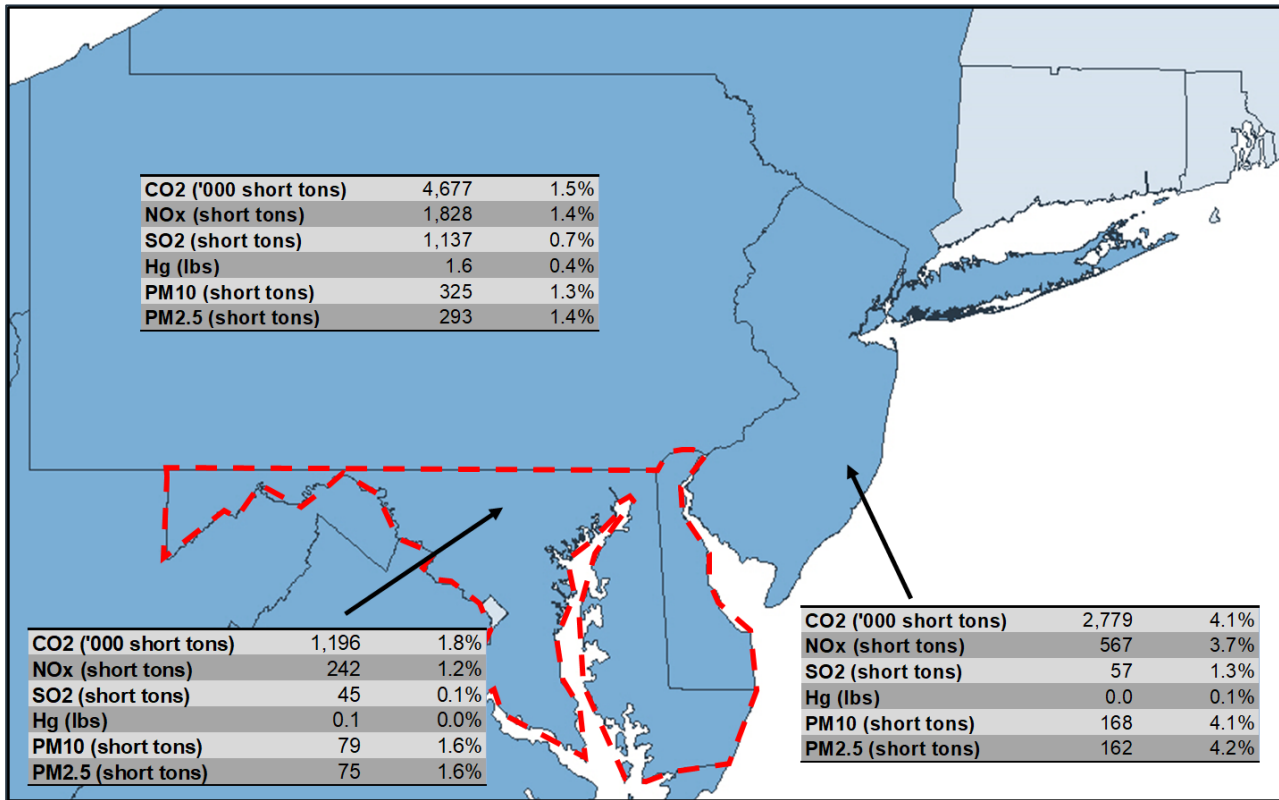 CO2 ('000 short tons) 4,677 1.5%
NOx (short tons) 1,828 1.4%
SO2 (short tons) 1,137 0.7%
Hg (lbs) 1.6 0.4%
PM10 (short tons) 325 1.3%
PM2.5 (short tons) 293 1.4%
CO2 ('000 short tons) 1,196 1.8%
NOx (short tons) 242 1.2%
SO2 (short tons) 45 0.1%
Hg (lbs) 0.1 0.0%
PM10 (short tons) 79 1.6%
PM2.5 (short tons) 75 1.6%
CO2 ('000 short tons) 2,779 4.1%
NOx (short tons) 567 3.7%
SO2 (short tons) 57 1.3%
Hg (lbs) 0.0 0.1%
PM10 (short tons) 168 4.1%
PM2.5 (short tons) 162 4.2%